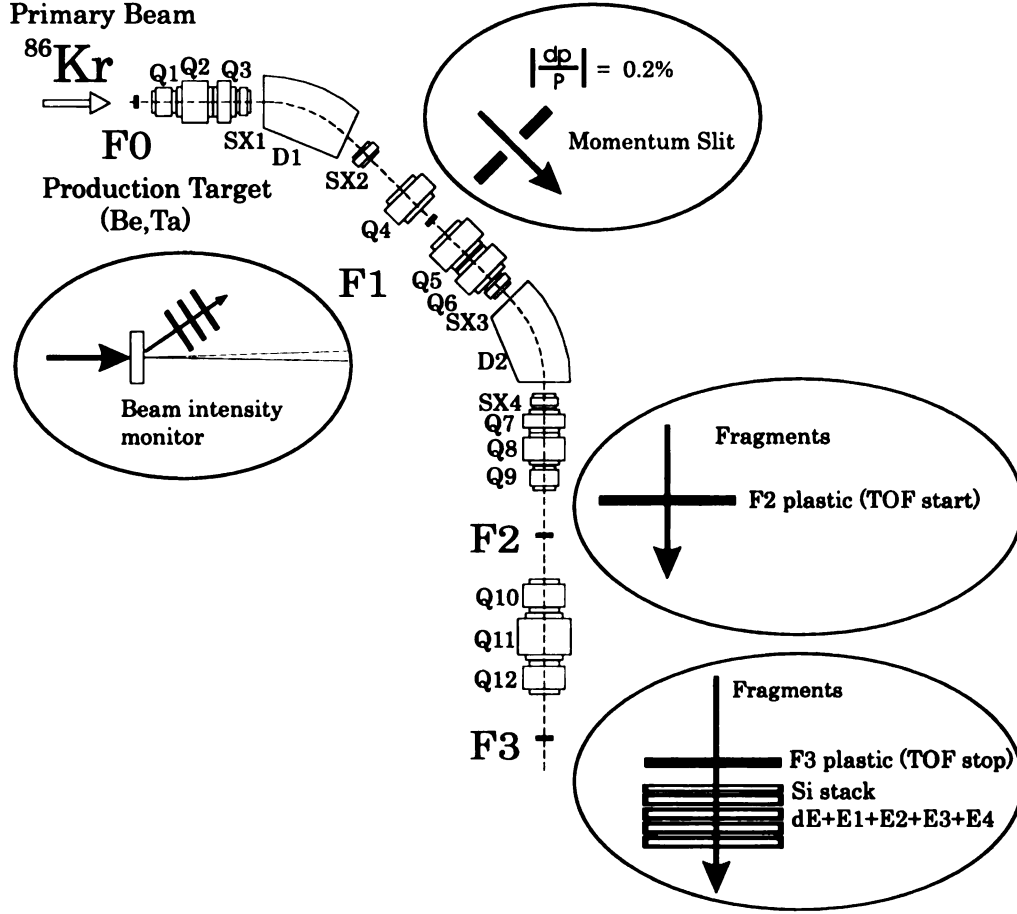 Primary Beam
86Kr
Q1
Q2
Q3
F0
SX1
D1
Production Target
(Be,Ta)
SX2
Q4
F1
Q5
Q6
SX3
D2
|dp/P| = 0.2%
Momentum Slit
Beam intensity
monitor
SX4
Q7
Q8
Q9
F2
Fragments
F2 plastic (TOF start)
Q10
Q11
Q12
F3
Fragments
F3 plastic (TOF stop)
Si stack
dE+E1+E2+E3+E4